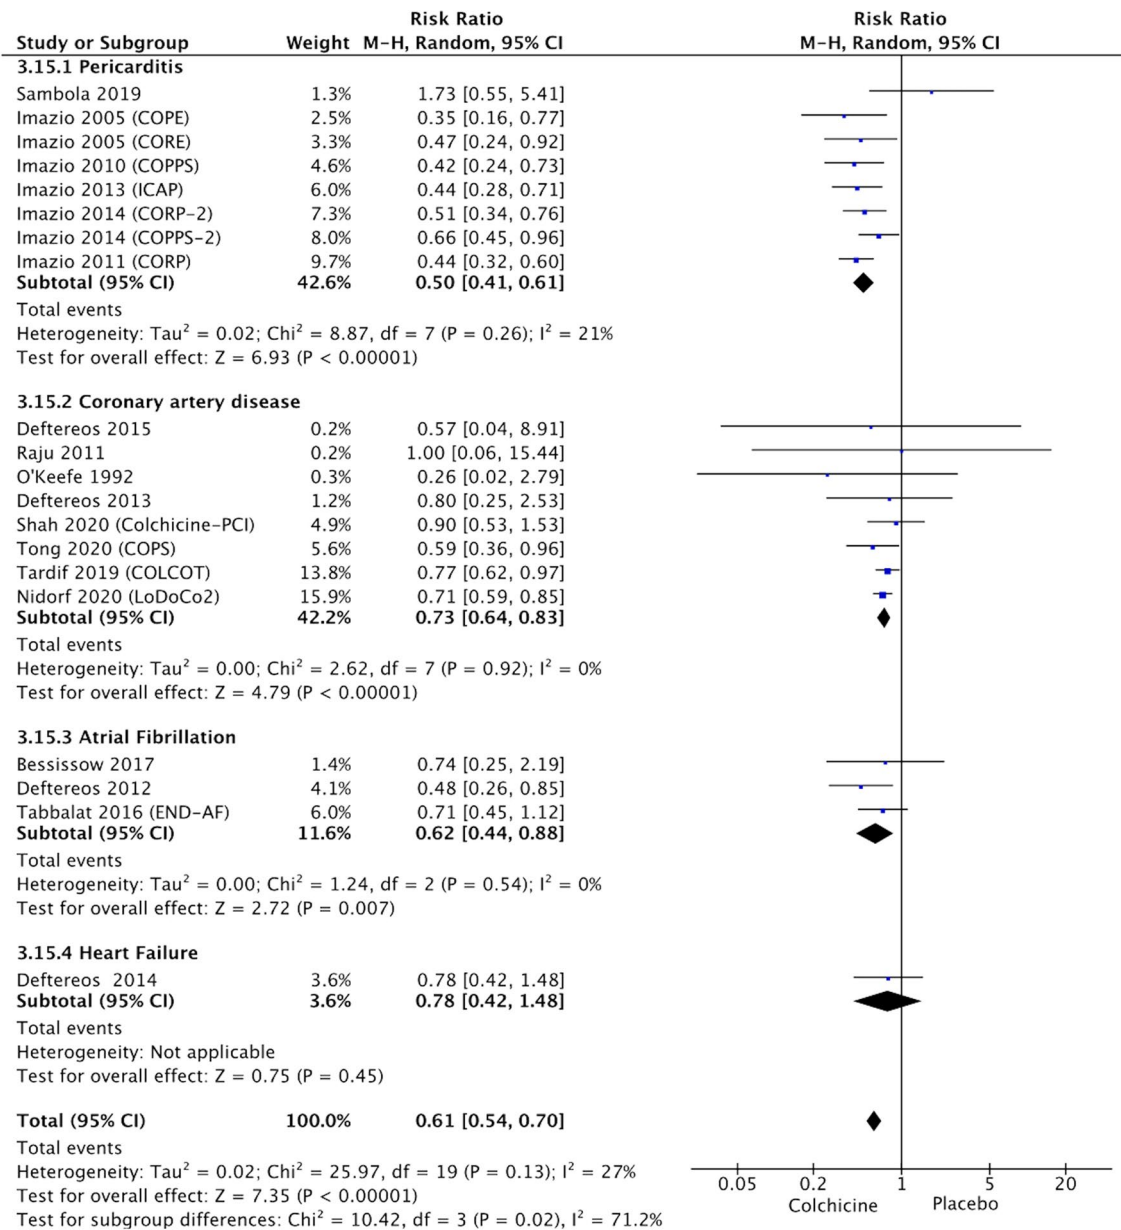 Risk Ratio Risk Ratio
Study or Subgroup Weight M-H, Random, 95% CI M-H, Random, 95% CI
3.15.1 Pericarditis
Sambola 2019 1.3% 1.73 [0.55, 5.41]
Imazio 2005 (COPE) 2.5% 0.35 [0.16, 0.77]
Imazio 2005 (CORE) 3.3% 0.47 [0.24, 0.92]
Imazio 2010 (COPPS) 4.6% 0.42 [0.24, 0.73]
Imazio 2013 (ICAP) 6.0% 0.44 [0.28, 0.71]
Imazio 2014 (CORP-2) 7.3% 0.51 [0.34, 0.76]
Imazio 2014 (COPPS-2) 8.0% 0.66 [0.45, 0.96]
Imazio 2011 (CORP) 9.7% 0.44 [0.32, 0.60]
Subtotal (95% CI) 42.6% 0.50 [0.41, 0.61]
Total events
Heterogeneity: Tau² = 0.02; Chi² = 8.87, df = 7 (P = 0.26); I² = 21%
Test for overall effect: Z = 6.93 (P < 0.00001)
3.15.2 Coronary artery disease
Deftereos 2015 0.2% 0.57 [0.04, 8.91]
Raju 2011 0.2% 1.00 [0.06, 15.44]
O'Keefe 1992 0.3% 0.26 [0.02, 2.79]
Deftereos 2013 1.2% 0.80 [0.25, 2.53]
Shah 2020 (Colchicine-PCI) 4.9% 0.90 [0.53, 1.53]
Tong 2020 (COPS) 5.6% 0.59 [0.36, 0.96]
Tardif 2019 (COLCOT) 13.8% 0.77 [0.62, 0.97]
Nidorf 2020 (LoDoCo2) 15.9% 0.71 [0.59, 0.85]
Subtotal (95% CI) 42.2% 0.73 [0.64, 0.83]
Total events
Heterogeneity: Tau² = 0.00; Chi² = 2.62, df = 7 (P = 0.92); I² = 0%
Test for overall effect: Z = 4.79 (P < 0.00001)
3.15.3 Atrial Fibrillation
Bessissow 2017 1.4% 0.74 [0.25, 2.19]
Deftereos 2012 4.1% 0.48 [0.26, 0.85]
Tabbalat 2016 (END-AF) 6.0% 0.71 [0.45, 1.12]
Subtotal (95% CI) 11.6% 0.62 [0.44, 0.88]
Total events
Heterogeneity: Tau² = 0.00; Chi² = 1.24, df = 2 (P = 0.54); I² = 0%
Test for overall effect: Z = 2.72 (P = 0.007)
3.15.4 Heart Failure
Deftereos 2014 3.6% 0.78 [0.42, 1.48]
Subtotal (95% CI) 3.6% 0.78 [0.42, 1.48]
Total events
Heterogeneity: Not applicable
Test for overall effect: Z = 0.75 (P = 0.45)
Total (95% CI) 100.0% 0.61 [0.54, 0.70]
Total events
Heterogeneity: Tau² = 0.02; Chi² = 25.97, df = 19 (P = 0.13); I² = 27%
Test for overall effect: Z = 7.35 (P < 0.00001)
Test for subgroup differences: Chi² = 10.42, df = 3 (P = 0.02), I² = 71.2%
0.05 0.2 1 5 20
Colchicine Placebo